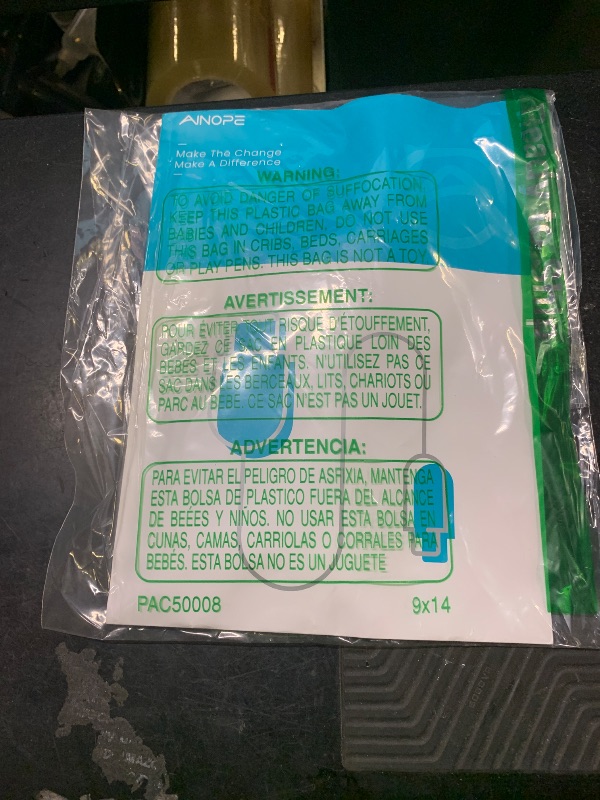 AINOPE
Make The Change
Make A Difference
WARNING:
TO AVOID DANGER OF SUFFOCATION,
KEEP THIS PLASTIC BAG AWAY FROM
BABIES AND CHILDREN. DO NOT USE
THIS BAG IN CRIBS, BEDS, CARRIAGES
OR PLAY PENS. THIS BAG IS NOT A TOY
AVERTISSEMENT:
POUR EVITER TOUT RISQUE D'ETOUFFEMENT,
GARDEZ CE SAC EN PLASTIQUE LOIN DES
BEBES ET LES ENFANTS. N'UTILISEZ PAS CE
SAC DANS LES BERCEAUX, LITS, CHARIOTS OU
PARC AU BEBE. CE SAC N'EST PAS UN JOUET.
ADVERTENCIA:
PARA EVITAR EL PELIGRO DE ASFIXIA, MANTENGA
ESTA BOLSA DE PLASTICO FUERA DEL ALCANCE
DE BEÉES Y NINOS. NO USAR ESTA BOLSA EN
CUNAS, CAMAS, CARRIOLAS O CORRALES PARA
BEBÉS. ESTA BOLSA NO ES UN JUGUETE
PAC50008
9x14